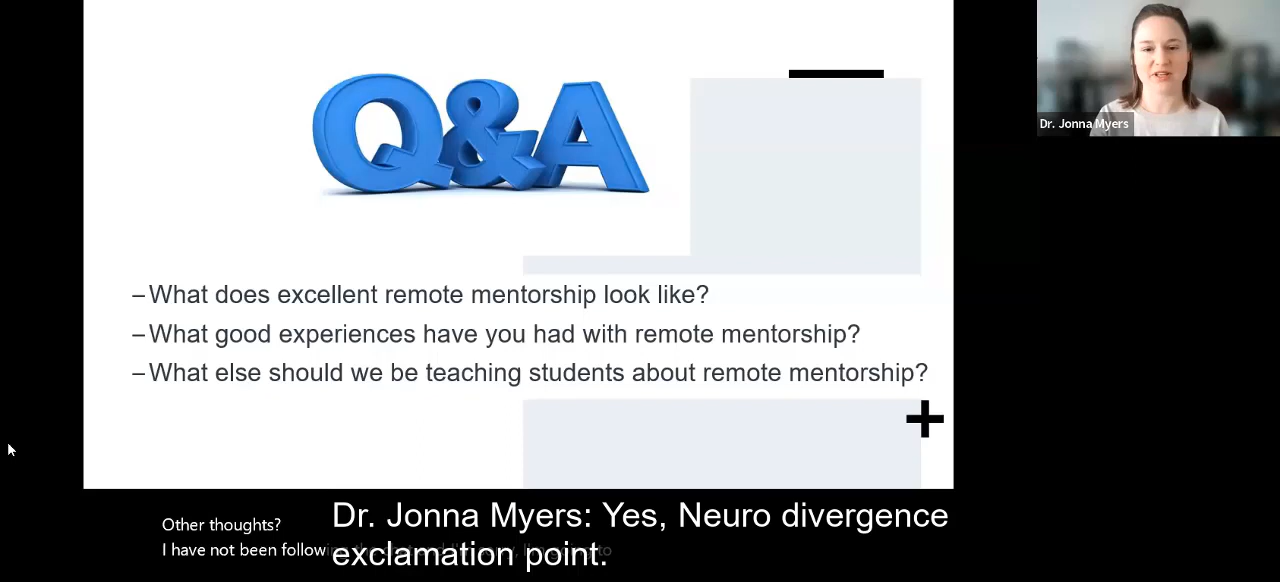 Q&A
Dr. Jonna Myers
–What does excellent remote mentorship look like?
–What good experiences have you had with remote mentorship?
–What else should we be teaching students about remote mentorship?
Other thoughts?
I have not been follow
Dr. Jonna Myers: Yes, Neuro divergence
exclamation point.